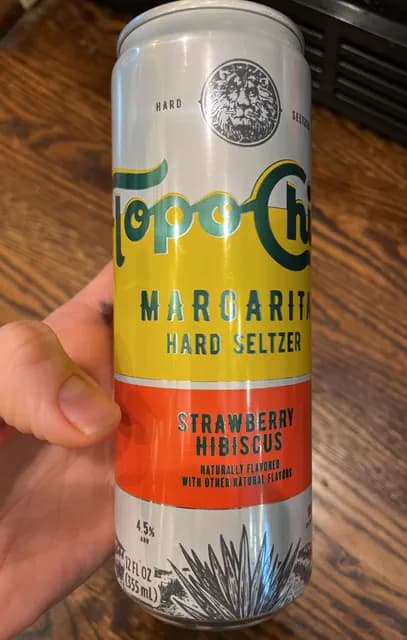 HARD
Topo Chi
MARGARITA
HARD SELTZER
STRAWBERRY
HIBISCUS
NATURALLY FLAVORED
WITH OTHER NATURAL FLAVORS
4.5%
ABV
12 FL OZ
(355 mL)